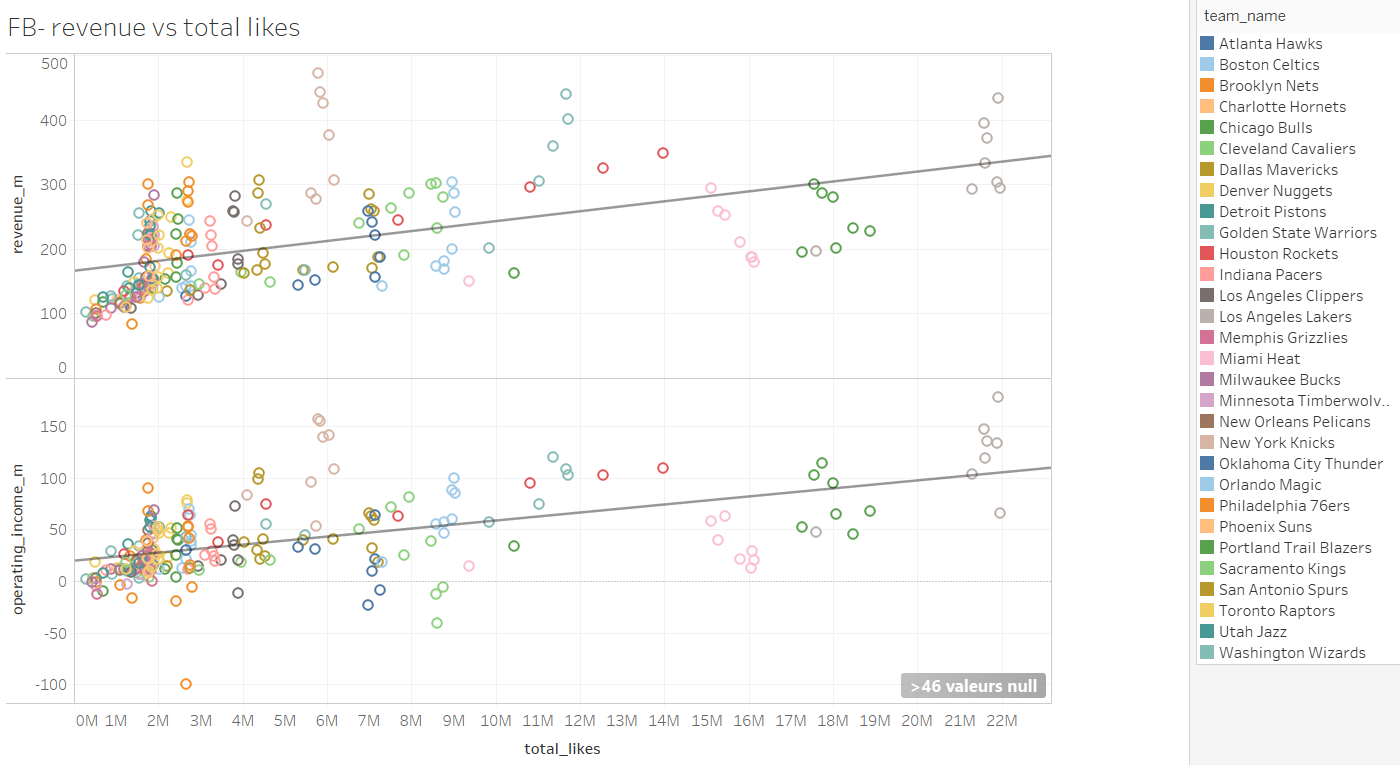 FB- revenue vs total likes
team_name
Atlanta Hawks
Boston Celtics
Brooklyn Nets
Charlotte Hornets
Chicago Bulls
Cleveland Cavaliers
Dallas Mavericks
Denver Nuggets
Detroit Pistons
Golden State Warriors
Houston Rockets
Indiana Pacers
Los Angeles Clippers
Los Angeles Lakers
Memphis Grizzlies
Miami Heat
Milwaukee Bucks
Minnesota Timberwolv..
New Orleans Pelicans
New York Knicks
Oklahoma City Thunder
Orlando Magic
Philadelphia 76ers
Phoenix Suns
Portland Trail Blazers
Sacramento Kings
San Antonio Spurs
Toronto Raptors
Utah Jazz
Washington Wizards
revenue_m
500
400
300
200
100
0
operating_income_m
150
100
50
0
-50
-100
>46 valeurs null
0M 1M 2M 3M 4M 5M 6M 7M 8M 9M 10M 11M 12M 13M 14M 15M 16M 17M 18M 19M 20M 21M 22M
total_likes